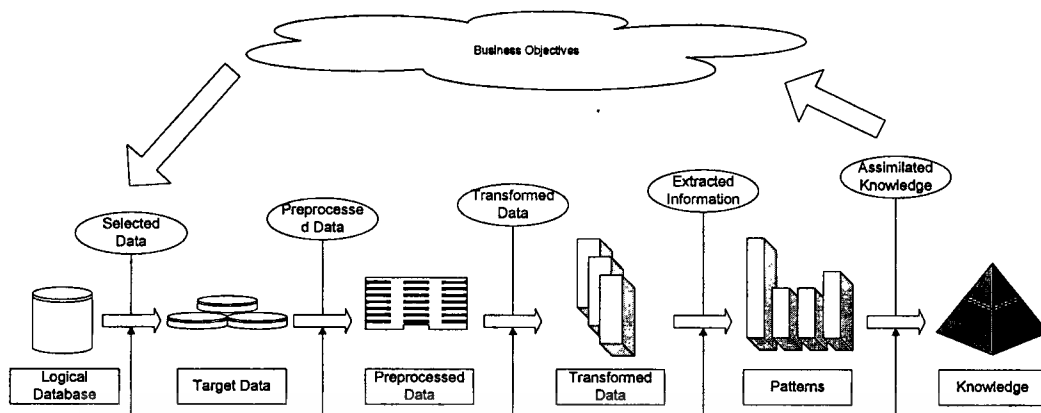 Business Objectives
Selected
Data
Preprocesse
d Data
Transformed
Data
Extracted
Information
Assimilated
Knowledge
Logical
Database
Target Data
Preprocessed
Data
Transformed
Data
Patterns
Knowledge